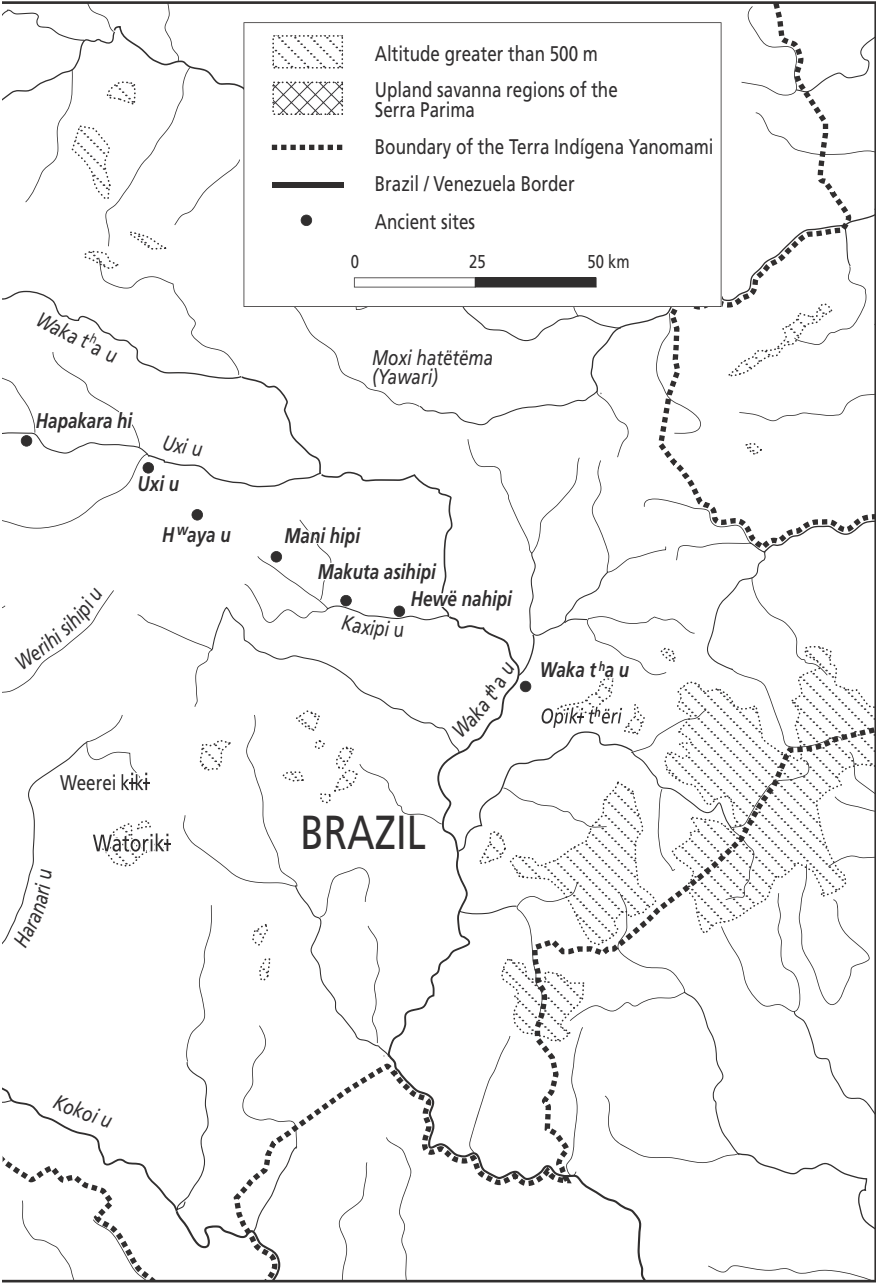 Altitude greater than 500 m
Upland savanna regions of the
Serra Parima
Boundary of the Terra Indígena Yanomami
Brazil / Venezuela Border
Ancient sites
0 25 50 km
Waka tʰa u
Moxi hatëtëma
(Yawari)
Hapakara hi
Uxi u
Uxi u
Hʷaya u
Mani hipi
Makuta asihipi
Hewë nahipi
Kaxipi u
Werihi sihipi u
Waka tʰa u
Waka tʰa u
Opikɨ tʰëri
Weerei kɨkɨ
BRAZIL
Watorikɨ
Haranari u
Kokoi u